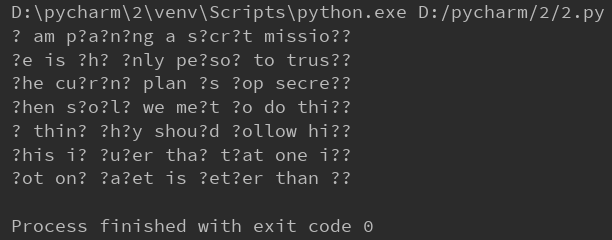 D:\pycharm\2\venv\Scripts\python.exe D:/pycharm/2/2.py
? am p?a?n?ng a s?cr?t missio??
?e is ?h? ?nly pe?so? to trus??
?he cu?r?n? plan ?s ?op secre??
?hen s?o?l? we me?t ?o do thi??
? thin? ?h?y shou?d ?ollow hi??
?his i? ?u?er tha? t?at one i??
?ot on? ?a?et is ?et?er than ??
Process finished with exit code 0